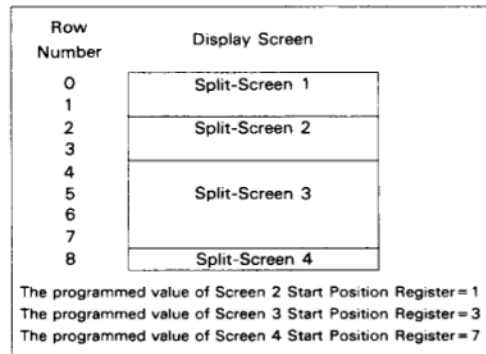 Row
Number
Display Screen
0 Split-Screen 1
1
2 Split-Screen 2
3
4
5 Split-Screen 3
6
7
8 Split-Screen 4
The programmed value of Screen 2 Start Position Register=1
The programmed value of Screen 3 Start Position Register=3
The programmed value of Screen 4 Start Position Register=7